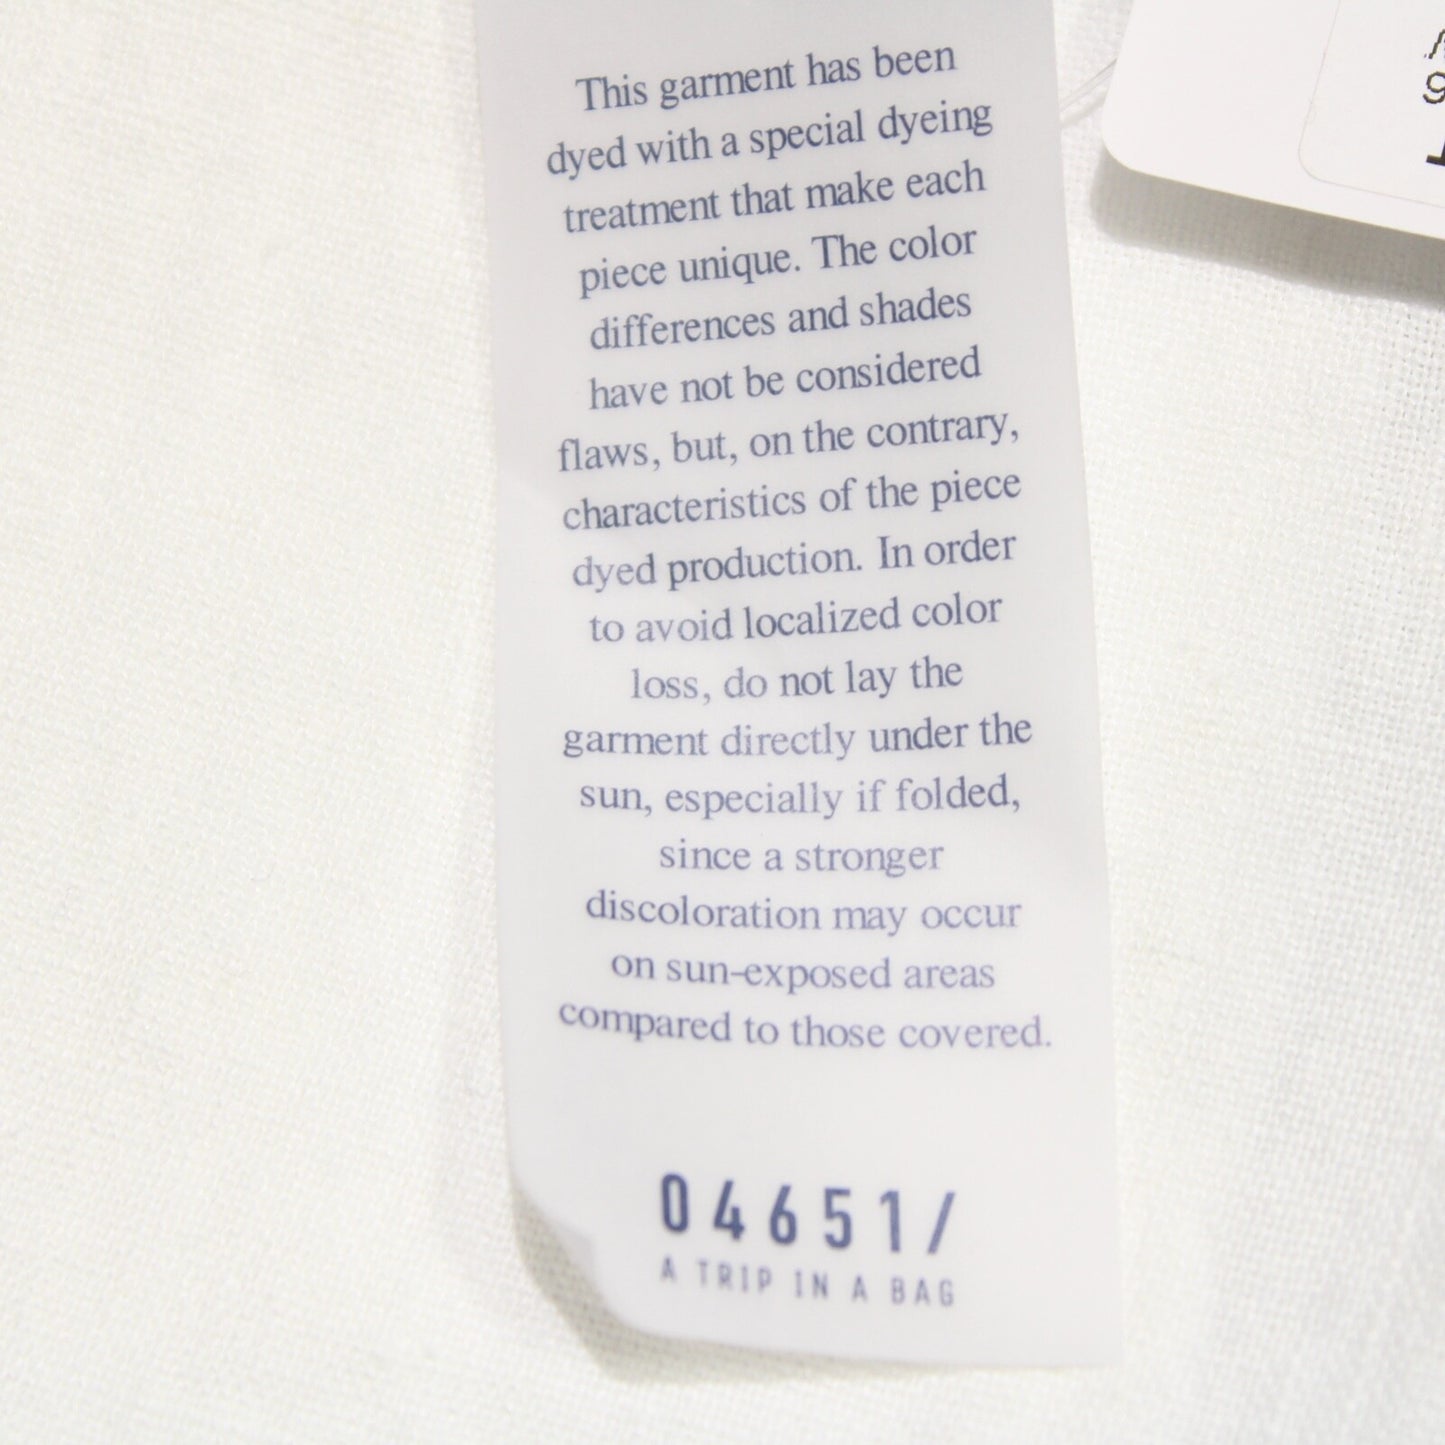 This garment has been
dyed with a special dyeing
treatment that make each
piece unique. The color
differences and shades
have not be considered
flaws, but, on the contrary,
characteristics of the piece
dyed production. In order
to avoid localized color
loss, do not lay the
garment directly under the
sun, especially if folded,
since a stronger
discoloration may occur
on sun-exposed areas
compared to those covered.
04651/
A TRIP IN A BAG